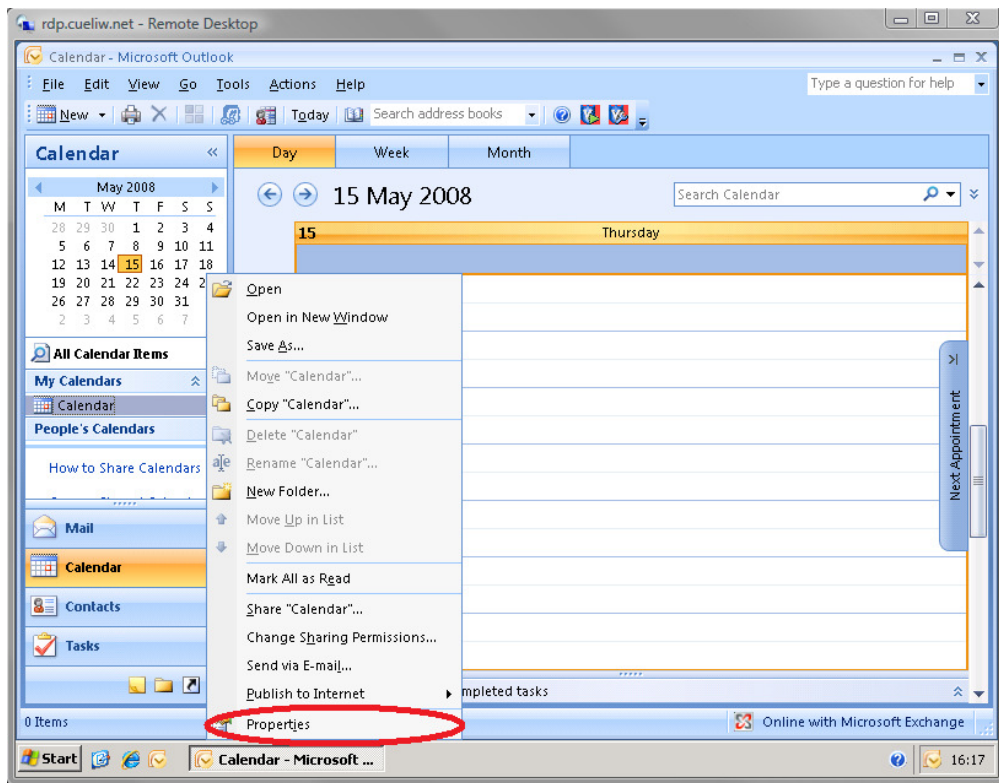 rdp.cueliw.net - Remote Desktop
Calendar - Microsoft Outlook
File Edit View Go Tools Actions Help
Type a question for help
New Today Search address books
Calendar
Day Week Month
May 2008
M T W T F S S
28 29 30 1 2 3 4
5 6 7 8 9 10 11
12 13 14 15 16 17 18
19 20 21 22 23 24 2
26 27 28 29 30 31
2 3 4 5 6 7
15 May 2008
Search Calendar
15 Thursday
All Calendar Items
My Calendars
Calendar
People's Calendars
How to Share Calendars
Mail
Calendar
Contacts
Tasks
Open
Open in New Window
Save As...
Move "Calendar"...
Copy "Calendar"...
Delete "Calendar"
Rename "Calendar"...
New Folder...
Move Up in List
Move Down in List
Mark All as Read
Share "Calendar"...
Change Sharing Permissions...
Send via E-mail...
Publish to Internet
Properties
Next Appointment
mpleted tasks
0 Items
Online with Microsoft Exchange
Start
Calendar - Microsoft ...
16:17